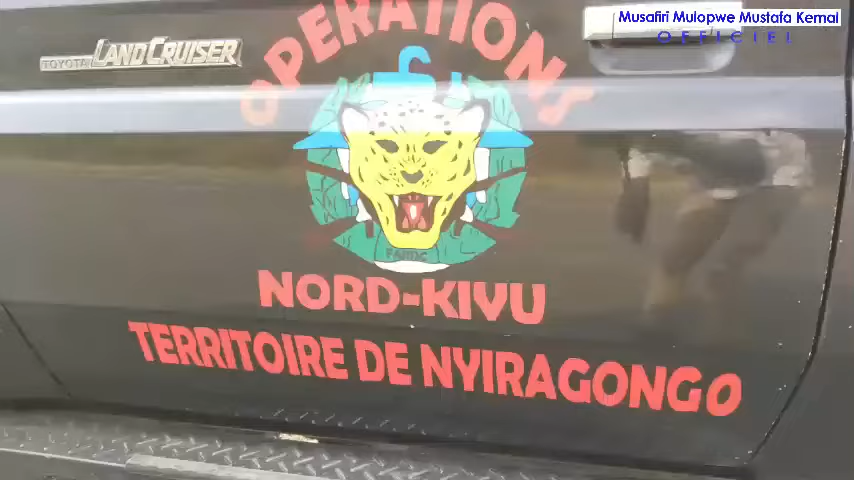 Musafiri Mulopwe Mustafa Kemal
OFFICIEL
TOYOTA LAND CRUISER
OPERATIONS
FARDC
NORD-KIVU
TERRITOIRE DE NYIRAGONGO